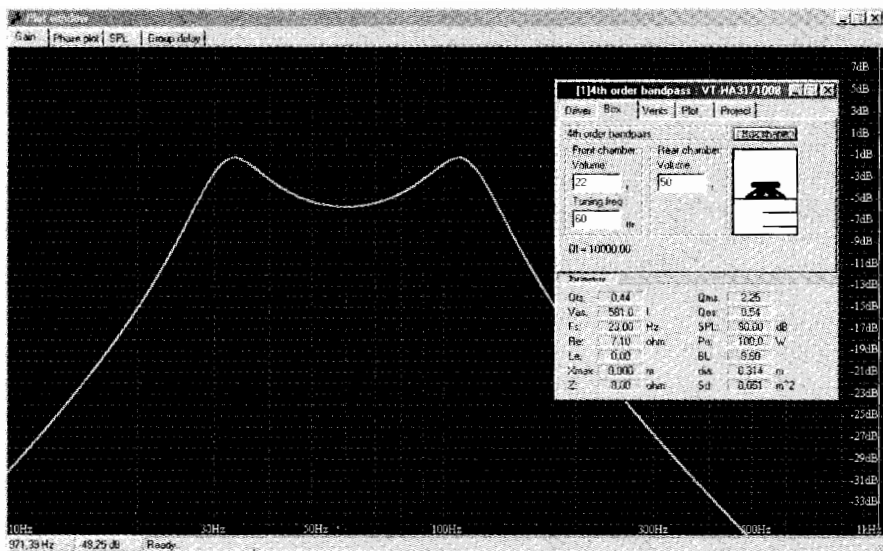 Plot window
Gain Phase plot SPL Group delay
7dB
5dB
3dB
1dB
-1dB
-3dB
-5dB
-7dB
-9dB
-11dB
-13dB
-15dB
-17dB
-19dB
-21dB
-23dB
-25dB
-27dB
-29dB
-31dB
-33dB
10Hz 30Hz 50Hz 100Hz 300Hz 1kHz
971,39 Hz -48,25 dB Ready
[1]4th order bandpass : VT-HA31/1008
Driver Box Vents Plot Project
4th order bandpass
Front chamber Rear chamber
Volume Volume
22 50
Tuning freq
60 Hz
Ql = 10000.00
Parameters
Qts: 0.44 Qms: 2.25
Vas: 581.0 l Qes: 0.54
Fs: 23.00 Hz SPL: 90.00 dB
Re: 7.10 ohm Pe: 100.0 W
Le: 0.00 BL:
Xmax 0.000 m dia: 0.314 m
Z: 8.00 ohm Sd: 0.051 m^2